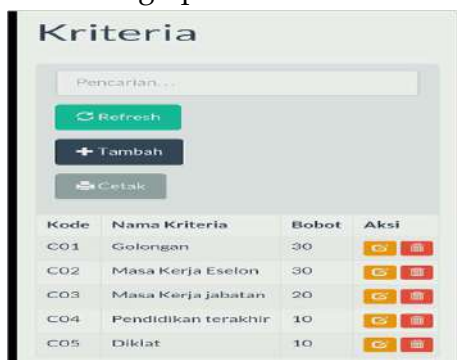 Kriteria
Pencarian...
Refresh
Tambah
Cetak
Kode Nama Kriteria Bobot Aksi
C01 Golongan 30
C02 Masa Kerja Eselon 30
C03 Masa Kerja jabatan 20
C04 Pendidikan terakhir 10
C05 Diklat 10